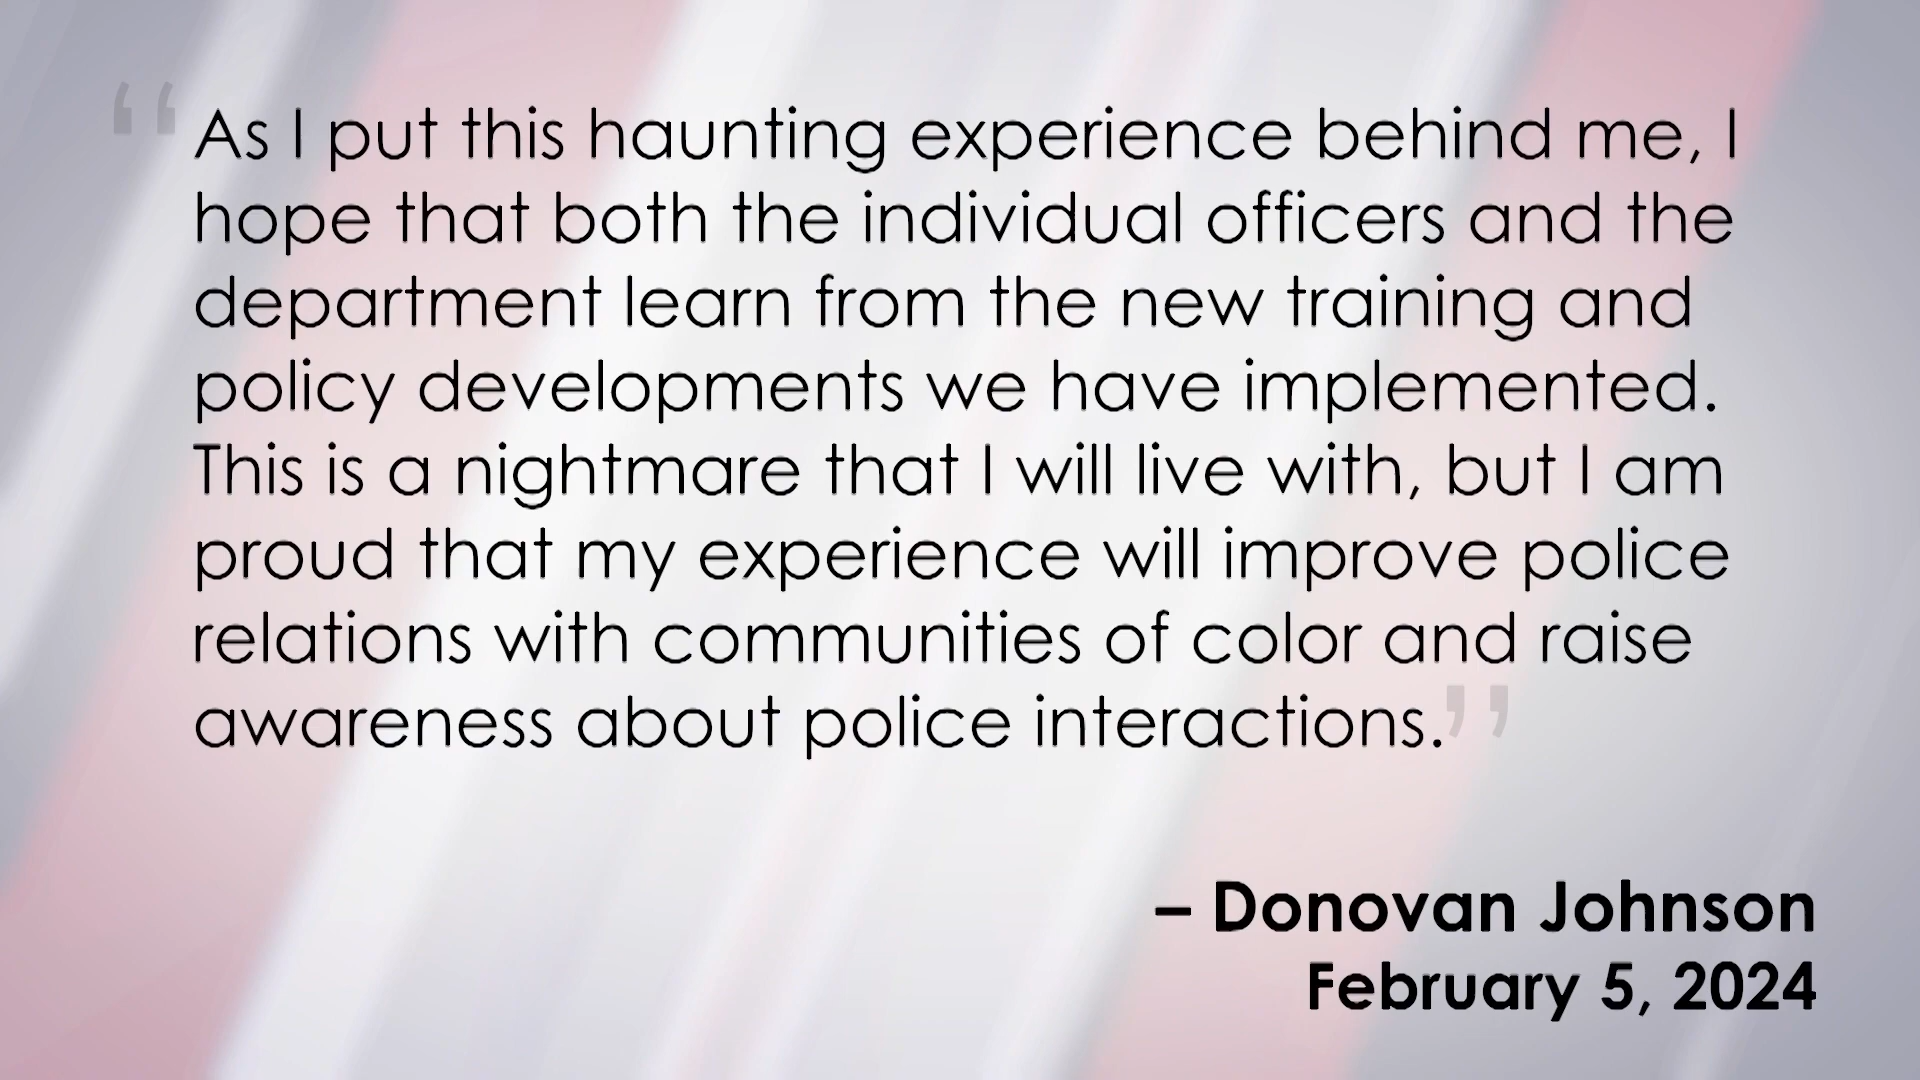 “As I put this haunting experience behind me, I
hope that both the individual officers and the
department learn from the new training and
policy developments we have implemented.
This is a nightmare that I will live with, but I am
proud that my experience will improve police
relations with communities of color and raise
awareness about police interactions.”
– Donovan Johnson
February 5, 2024